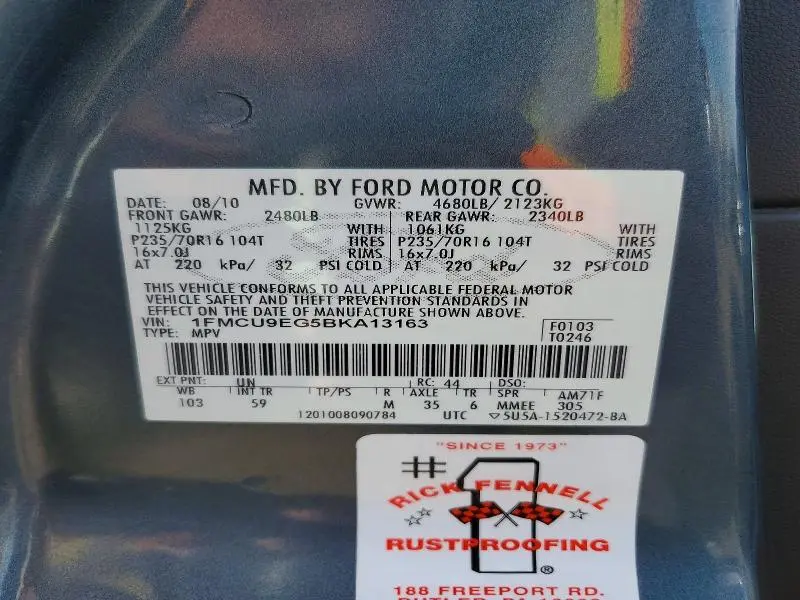 MFD. BY FORD MOTOR CO.
DATE: 08/10 GVWR: 4680LB/ 2123KG
FRONT GAWR: 2480LB REAR GAWR: 2340LB
1125KG WITH 1061KG WITH
P235/70R16 104T TIRES P235/70R16 104T TIRES
16x7.0J RIMS 16x7.0J RIMS
AT 220 kPa/ 32 PSI COLD AT 220 kPa/ 32 PSI COLD
THIS VEHICLE CONFORMS TO ALL APPLICABLE FEDERAL MOTOR
VEHICLE SAFETY AND THEFT PREVENTION STANDARDS IN
EFFECT ON THE DATE OF MANUFACTURE SHOWN ABOVE.
VIN: 1FMCU9EG5BKA13163 F0103
TYPE: MPV T0246
EXT PNT: UN RC: 44 DSO:
WB INT TR TP/PS R AXLE TR SPR AM71F
103 59 M 35 6 MMEE 305
1201008090784 UTC 5U5A-1520472-BA
"SINCE 1973"
#1
RICK FENNELL
RUSTPROOFING
®
188 FREEPORT RD.
BUTLER, PA